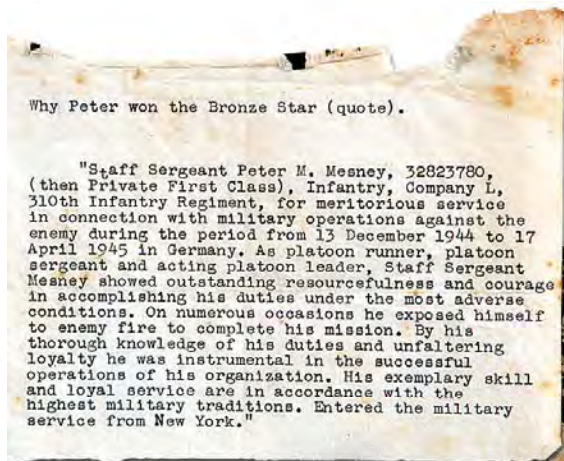 Why Peter won the Bronze Star (quote).
"Staff Sergeant Peter M. Mesney, 32823780,
(then Private First Class), Infantry, Company L,
310th Infantry Regiment, for meritorious service
in connection with military operations against the
enemy during the period from 13 December 1944 to 17
April 1945 in Germany. As platoon runner, platoon
sergeant and acting platoon leader, Staff Sergeant
Mesney showed outstanding resourcefulness and courage
in accomplishing his duties under the most adverse
conditions. On numerous occasions he exposed himself
to enemy fire to complete his mission. By his
thorough knowledge of his duties and unfaltering
loyalty he was instrumental in the successful
operations of his organization. His exemplary skill
and loyal service are in accordance with the
highest military traditions. Entered the military
service from New York."